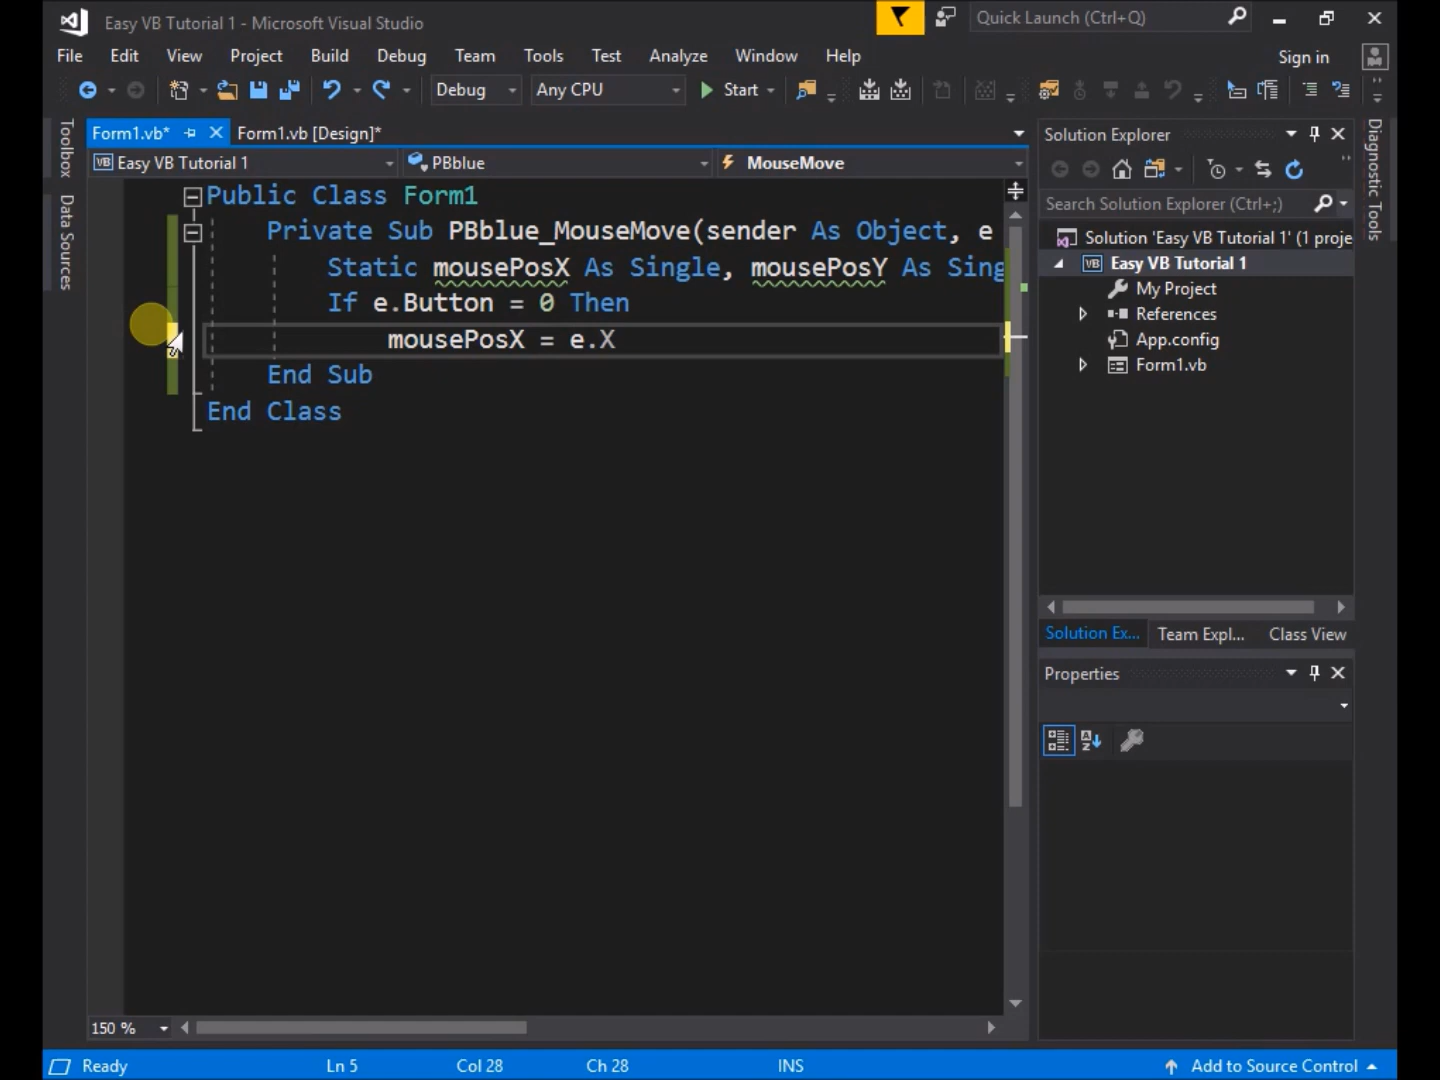 Easy VB Tutorial 1 - Microsoft Visual Studio
Quick Launch (Ctrl+Q)
File Edit View Project Build Debug Team Tools Test Analyze Window Help
Sign in
Debug Any CPU Start
Toolbox
Data Sources
Form1.vb* Form1.vb [Design]*
VB Easy VB Tutorial 1 PBblue MouseMove
Public Class Form1
Private Sub PBblue_MouseMove(sender As Object, e
Static mousePosX As Single, mousePosY As Sing
If e.Button = 0 Then
mousePosX = e.X
End Sub
End Class
150 %
Solution Explorer
Search Solution Explorer (Ctrl+;)
Solution 'Easy VB Tutorial 1' (1 proje
VB Easy VB Tutorial 1
My Project
References
App.config
Form1.vb
Solution Ex... Team Expl... Class View
Properties
Diagnostic Tools
Ready Ln 5 Col 28 Ch 28 INS Add to Source Control